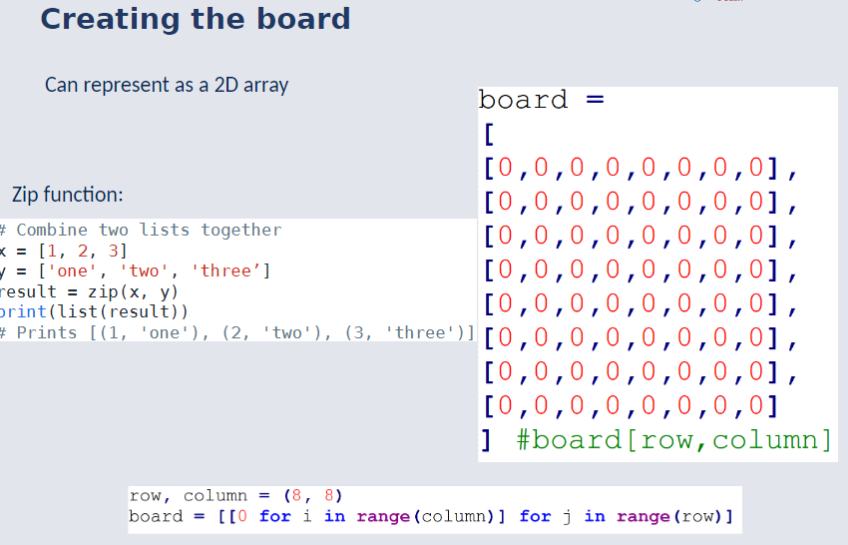 Creating the board
Can represent as a 2D array
Zip function:
# Combine two lists together
x = [1, 2, 3]
y = ['one', 'two', 'three’]
result = zip(x, y)
print(list(result))
# Prints [(1, 'one'), (2, 'two'), (3, 'three')]
board =
[
[0,0,0,0,0,0,0,0],
[0,0,0,0,0,0,0,0],
[0,0,0,0,0,0,0,0],
[0,0,0,0,0,0,0,0],
[0,0,0,0,0,0,0,0],
[0,0,0,0,0,0,0,0],
[0,0,0,0,0,0,0,0],
[0,0,0,0,0,0,0,0]
] #board[row,column]
row, column = (8, 8)
board = [[0 for i in range(column)] for j in range(row)]